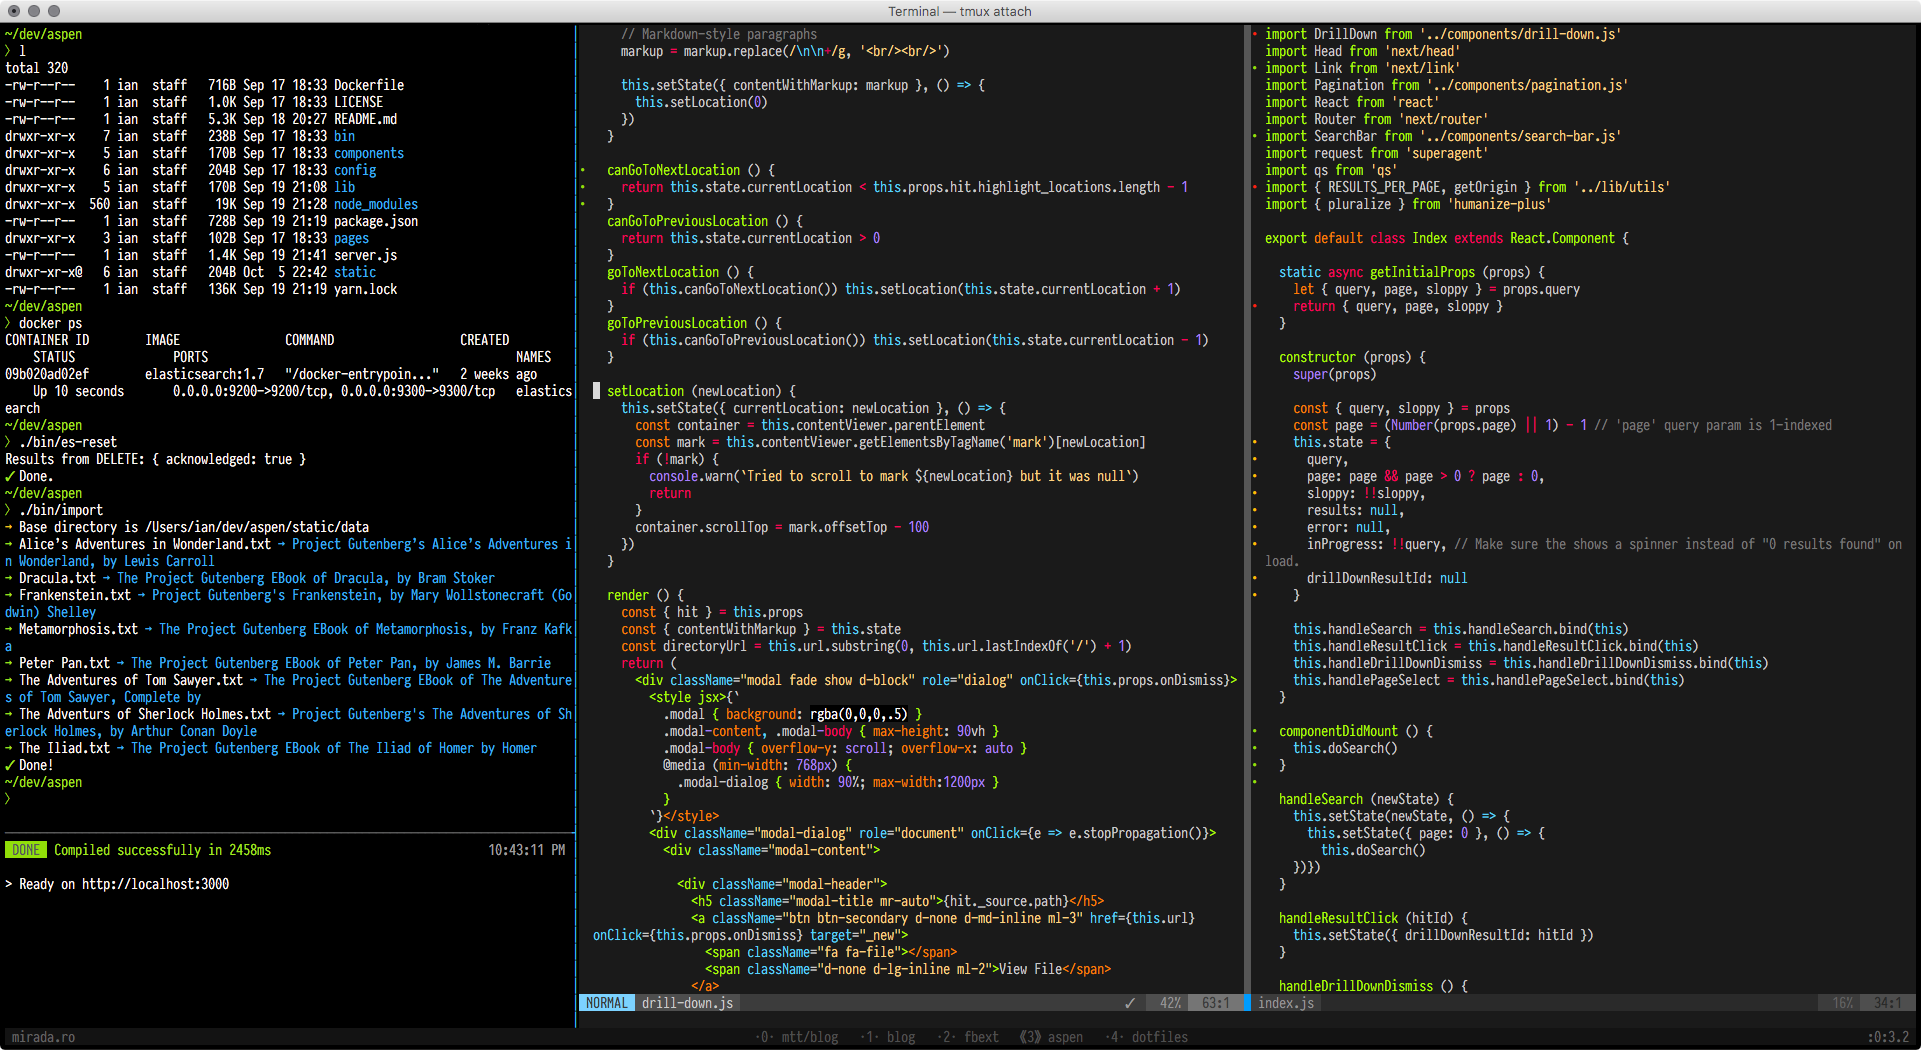 Terminal — tmux attach
~/dev/aspen
〉 l
total 320
-rw-r--r--    1 ian  staff   716B Sep 17 18:33 Dockerfile
-rw-r--r--    1 ian  staff   1.0K Sep 17 18:33 LICENSE
-rw-r--r--    1 ian  staff   5.3K Sep 18 20:27 README.md
drwxr-xr-x    7 ian  staff   238B Sep 17 18:33 bin
drwxr-xr-x    5 ian  staff   170B Sep 17 18:33 components
drwxr-xr-x    6 ian  staff   204B Sep 17 18:33 config
drwxr-xr-x    5 ian  staff   170B Sep 19 21:08 lib
drwxr-xr-x  560 ian  staff    19K Sep 19 21:28 node_modules
-rw-r--r--    1 ian  staff   728B Sep 19 21:19 package.json
drwxr-xr-x    3 ian  staff   102B Sep 17 18:33 pages
-rw-r--r--    1 ian  staff   1.4K Sep 19 21:41 server.js
drwxr-xr-x@   6 ian  staff   204B Oct  5 22:42 static
-rw-r--r--    1 ian  staff   136K Sep 19 21:19 yarn.lock
~/dev/aspen
〉 docker ps
CONTAINER ID        IMAGE               COMMAND                  CREATED
    STATUS              PORTS                                            NAMES
09b020ad02ef        elasticsearch:1.7   "/docker-entrypoin..."   2 weeks ago
    Up 10 seconds       0.0.0.0:9200->9200/tcp, 0.0.0.0:9300->9300/tcp   elastics
earch
~/dev/aspen
〉 ./bin/es-reset
Results from DELETE: { acknowledged: true }
✓ Done.
~/dev/aspen
〉 ./bin/import
→ Base directory is /Users/ian/dev/aspen/static/data
→ Alice's Adventures in Wonderland.txt → Project Gutenberg's Alice's Adventures i
n Wonderland, by Lewis Carroll
→ Dracula.txt → The Project Gutenberg EBook of Dracula, by Bram Stoker
→ Frankenstein.txt → Project Gutenberg's Frankenstein, by Mary Wollstonecraft (Go
dwin) Shelley
→ Metamorphosis.txt → The Project Gutenberg EBook of Metamorphosis, by Franz Kafk
a
→ Peter Pan.txt → The Project Gutenberg EBook of Peter Pan, by James M. Barrie
→ The Adventures of Tom Sawyer.txt → The Project Gutenberg EBook of The Adventure
s of Tom Sawyer, Complete by
→ The Adventurs of Sherlock Holmes.txt → Project Gutenberg's The Adventures of Sh
erlock Holmes, by Arthur Conan Doyle
→ The Iliad.txt → The Project Gutenberg EBook of The Iliad of Homer by Homer
✓ Done!
~/dev/aspen
〉
DONE  Compiled successfully in 2458ms 10:43:11 PM
> Ready on http://localhost:3000
// Markdown-style paragraphs
markup = markup.replace(/\n\n+/g, '<br/><br/>')
this.setState({ contentWithMarkup: markup }, () => {
this.setLocation(0)
})
}
canGoToNextLocation () {
return this.state.currentLocation < this.props.hit.highlight_locations.length - 1
}
canGoToPreviousLocation () {
return this.state.currentLocation > 0
}
goToNextLocation () {
if (this.canGoToNextLocation()) this.setLocation(this.state.currentLocation + 1)
}
goToPreviousLocation () {
if (this.canGoToPreviousLocation()) this.setLocation(this.state.currentLocation - 1)
}
setLocation (newLocation) {
this.setState({ currentLocation: newLocation }, () => {
const container = this.contentViewer.parentElement
const mark = this.contentViewer.getElementsByTagName('mark')[newLocation]
if (!mark) {
console.warn(`Tried to scroll to mark ${newLocation} but it was null`)
return
}
container.scrollTop = mark.offsetTop - 100
})
}
render () {
const { hit } = this.props
const { contentWithMarkup } = this.state
const directoryUrl = this.url.substring(0, this.url.lastIndexOf('/') + 1)
return (
<div className="modal fade show d-block" role="dialog" onClick={this.props.onDismiss}>
<style jsx>{`
.modal { background: rgba(0,0,0,.5) }
.modal-content, .modal-body { max-height: 90vh }
.modal-body { overflow-y: scroll; overflow-x: auto }
@media (min-width: 768px) {
.modal-dialog { width: 90%; max-width:1200px }
}
`}</style>
<div className="modal-dialog" role="document" onClick={e => e.stopPropagation()}>
<div className="modal-content">
<div className="modal-header">
<h5 className="modal-title mr-auto">{hit._source.path}</h5>
<a className="btn btn-secondary d-none d-md-inline ml-3" href={this.url}
onClick={this.props.onDismiss} target="_new">
<span className="fa fa-file"></span>
<span className="d-none d-lg-inline ml-2">View File</span>
</a>
NORMAL drill-down.js ✓ 42% 63:1
import DrillDown from '../components/drill-down.js'
import Head from 'next/head'
import Link from 'next/link'
import Pagination from '../components/pagination.js'
import React from 'react'
import Router from 'next/router'
import SearchBar from '../components/search-bar.js'
import request from 'superagent'
import qs from 'qs'
import { RESULTS_PER_PAGE, getOrigin } from '../lib/utils'
import { pluralize } from 'humanize-plus'
export default class Index extends React.Component {
static async getInitialProps (props) {
let { query, page, sloppy } = props.query
return { query, page, sloppy }
}
constructor (props) {
super(props)
const { query, sloppy } = props
const page = (Number(props.page) || 1) - 1 // 'page' query param is 1-indexed
this.state = {
query,
page: page && page > 0 ? page : 0,
sloppy: !!sloppy,
results: null,
error: null,
inProgress: !!query, // Make sure the shows a spinner instead of "0 results found" on
load.
drillDownResultId: null
}
this.handleSearch = this.handleSearch.bind(this)
this.handleResultClick = this.handleResultClick.bind(this)
this.handleDrillDownDismiss = this.handleDrillDownDismiss.bind(this)
this.handlePageSelect = this.handlePageSelect.bind(this)
}
componentDidMount () {
this.doSearch()
}
handleSearch (newState) {
this.setState(newState, () => {
this.setState({ page: 0 }, () => {
this.doSearch()
})})
}
handleResultClick (hitId) {
this.setState({ drillDownResultId: hitId })
}
handleDrillDownDismiss () {
index.js 16% 34:1
mirada.ro ·0· mtt/blog ·1· blog ·2· fbext 《3》 aspen ·4· dotfiles :0:3.2